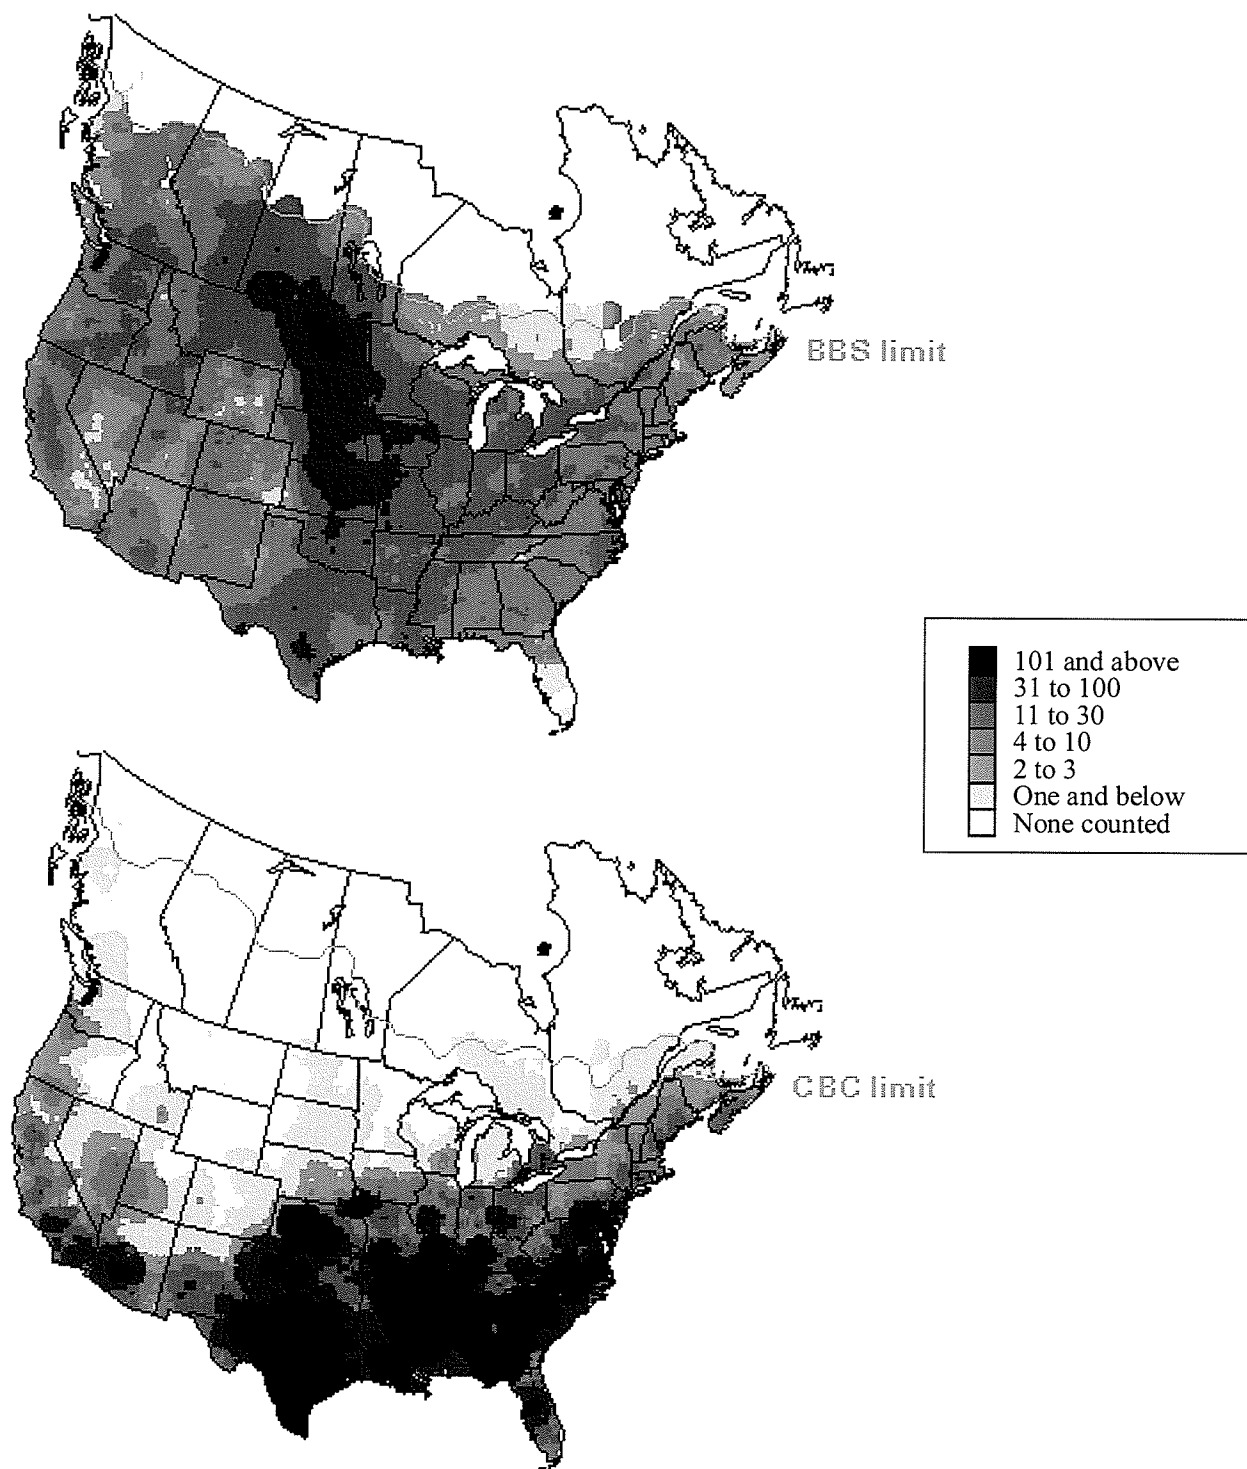 BBS limit
101 and above
31 to 100
11 to 30
4 to 10
2 to 3
One and below
None counted
CBC limit